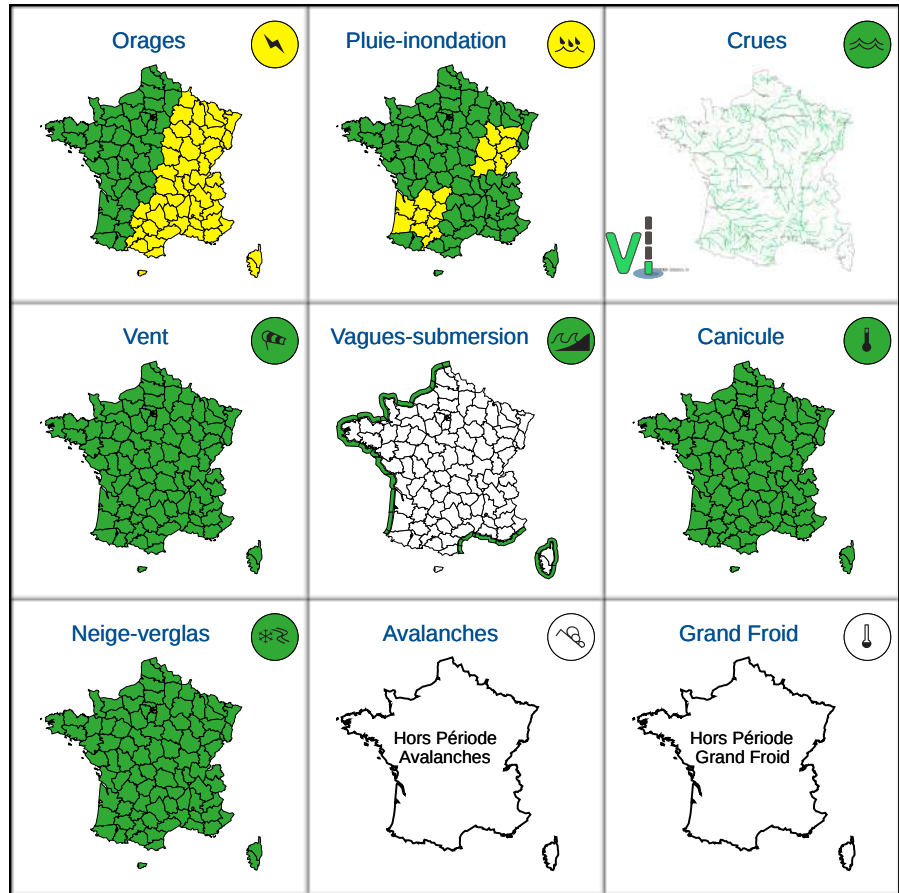 Orages
Pluie-inondation
Crues
Vi
Vent
Vagues-submersion
Canicule
Neige-verglas
Avalanches
Grand Froid
Hors Période
Avalanches
Hors Période
Grand Froid